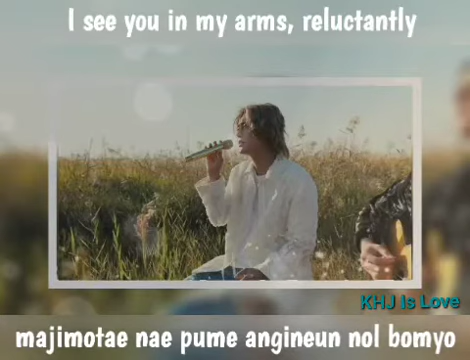 I see you in my arms, reluctantly
KHJ Is Love
majimotae nae pume angineun nol bomyo